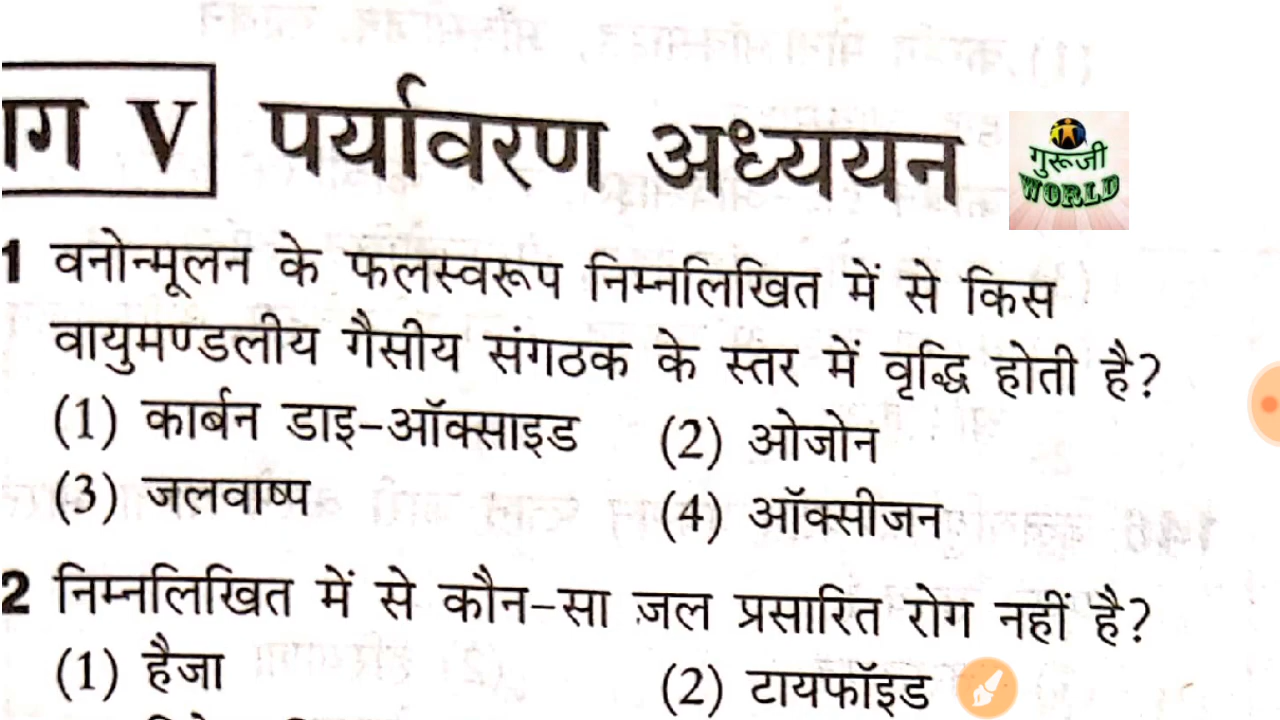 ाग V पर्यावरण अध्ययन
गुरूजी
WORLD
1 वनोन्मूलन के फलस्वरूप निम्नलिखित में से किस
वायुमण्डलीय गैसीय संगठक के स्तर में वृद्धि होती है?
(1) कार्बन डाइ-ऑक्साइड (2) ओजोन
(3) जलवाष्प (4) ऑक्सीजन
2 निम्नलिखित में से कौन-सा जल प्रसारित रोग नहीं है?
(1) हैजा (2) टायफॉइड